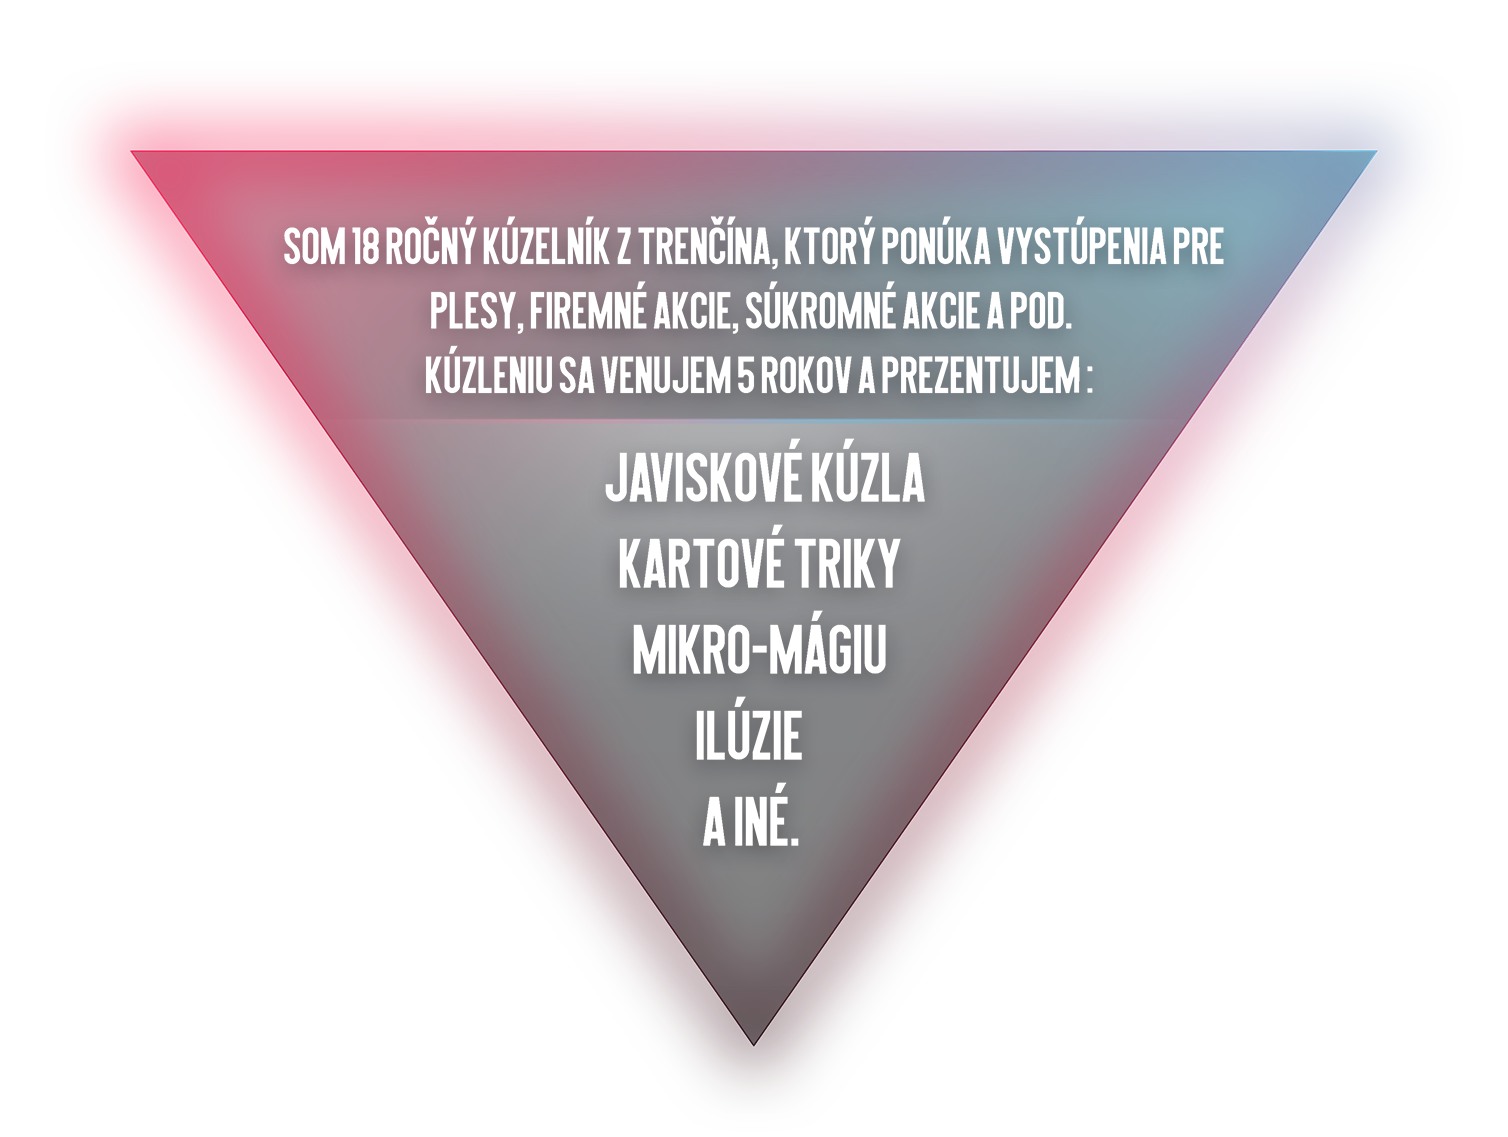 SOM 18 ROČNÝ KÚZELNÍK Z TRENČÍNA, KTORÝ PONÚKA VYSTÚPENIA PRE
PLESY, FIREMNÉ AKCIE, SÚKROMNÉ AKCIE A POD.
KÚZLENIU SA VENUJEM 5 ROKOV A PREZENTUJEM :
JAVISKOVÉ KÚZLA
KARTOVÉ TRIKY
MIKRO-MÁGIU
ILÚZIE
A INÉ.